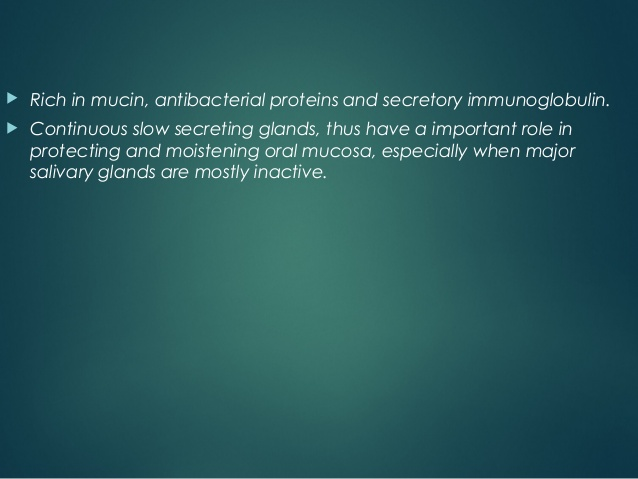 Rich in mucin, antibacterial proteins and secretory immunoglobulin.
Continuous slow secreting glands, thus have a important role in
protecting and moistening oral mucosa, especially when major
salivary glands are mostly inactive.